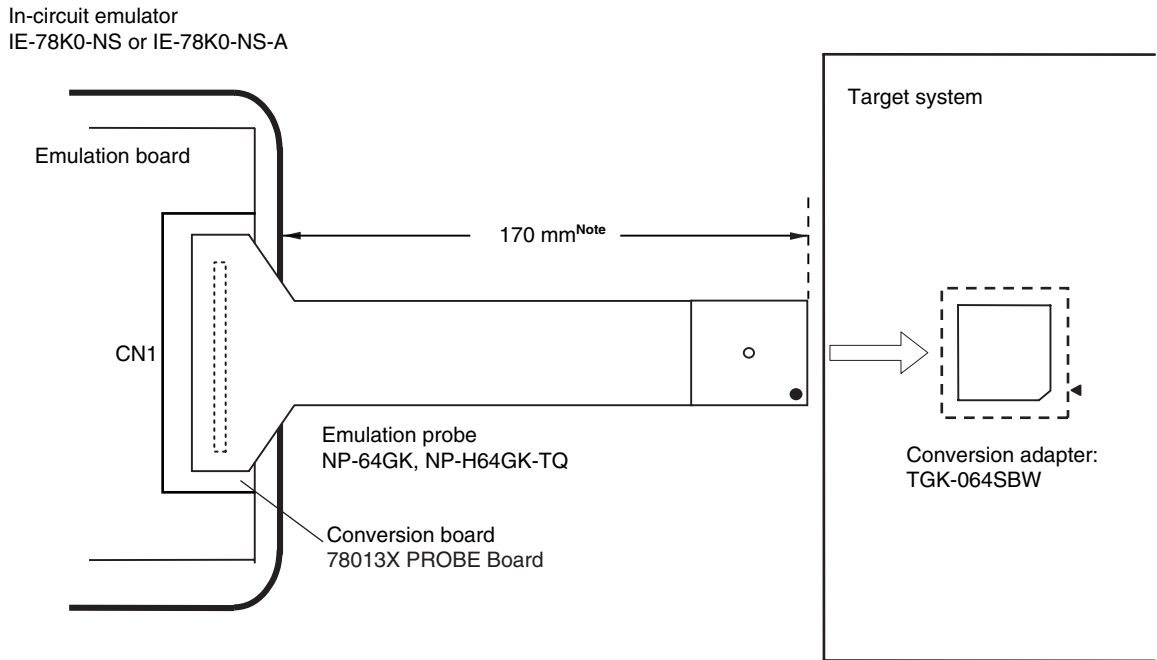 In-circuit emulator
IE-78K0-NS or IE-78K0-NS-A
Target system
Emulation board
170 mmNote
CN1
Emulation probe
NP-64GK, NP-H64GK-TQ
Conversion adapter:
TGK-064SBW
Conversion board
78013X PROBE Board